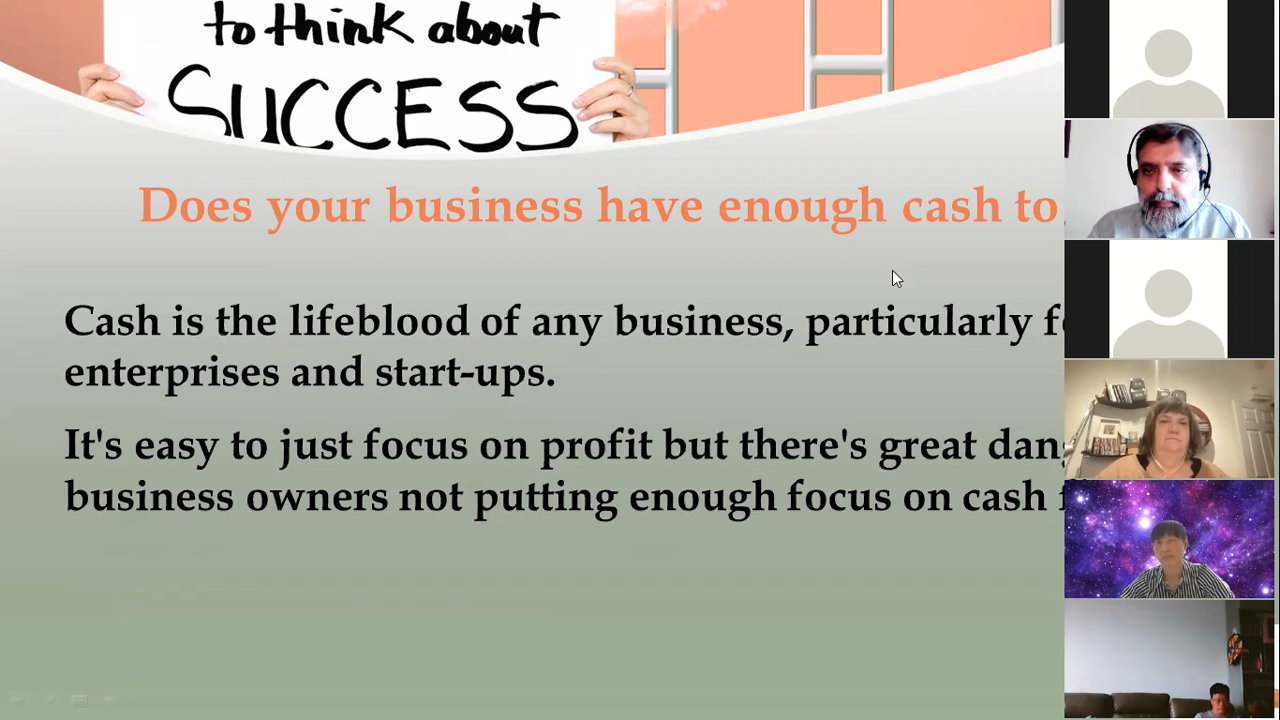 to think about
SUCCESS
Does your business have enough cash to
Cash is the lifeblood of any business, particularly
enterprises and start-ups.
It's easy to just focus on profit but there's great
business owners not putting enough focus on cash